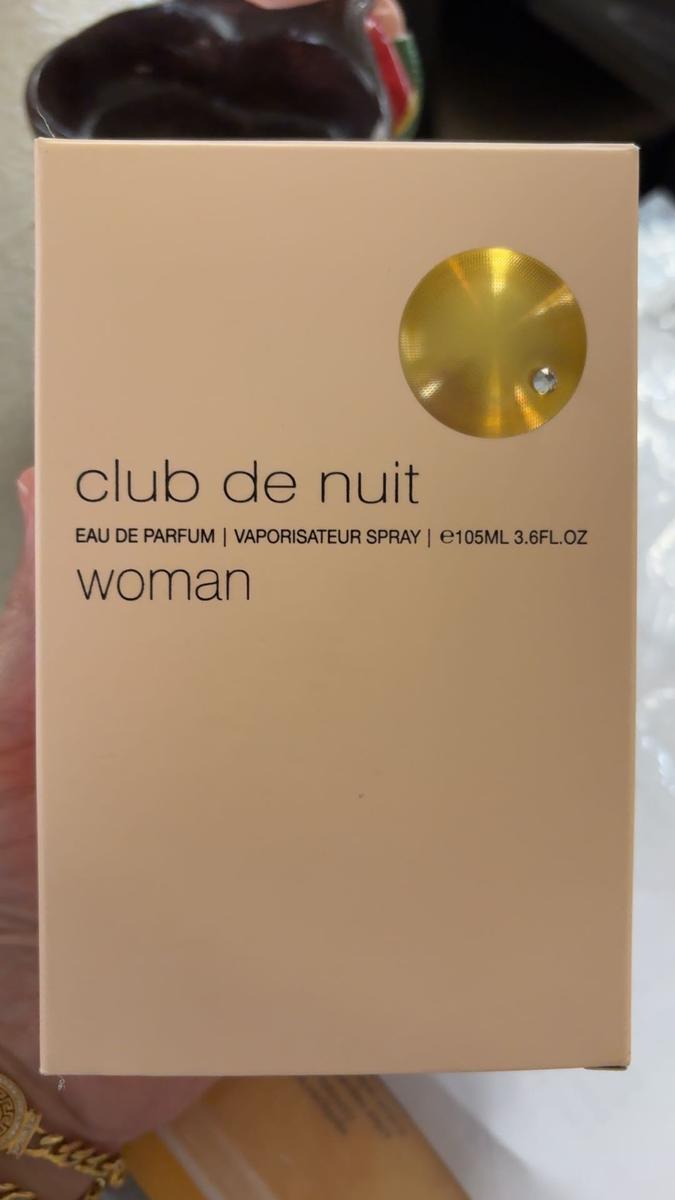 club de nuit
EAU DE PARFUM | VAPORISATEUR SPRAY | ℮105ML 3.6FL.OZ
woman